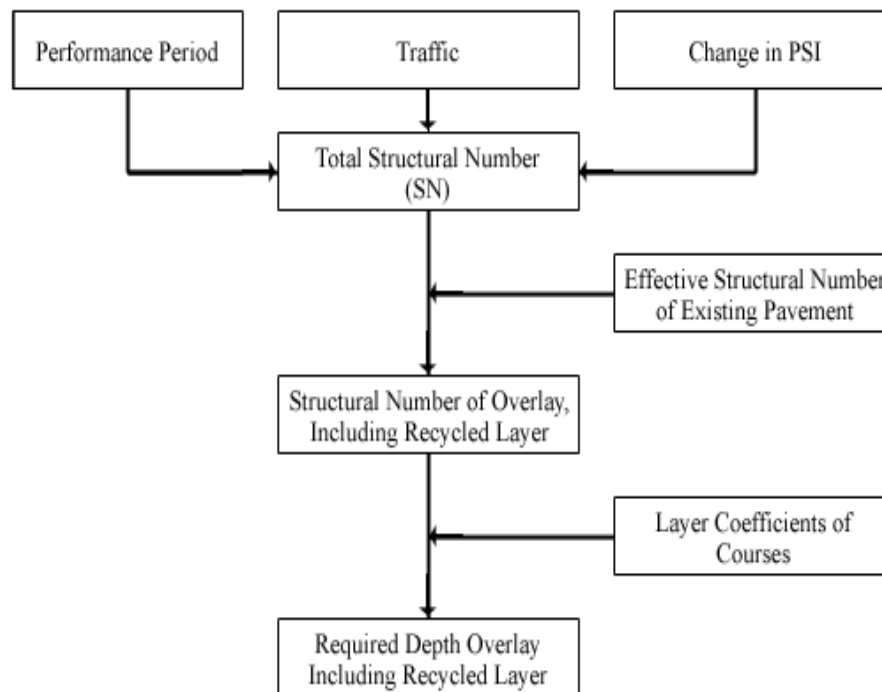 Performance Period
Traffic
Change in PSI
Total Structural Number
(SN)
Effective Structural Number
of Existing Pavement
Structural Number of Overlay,
Including Recycled Layer
Layer Coefficients of
Courses
Required Depth Overlay
Including Recycled Layer